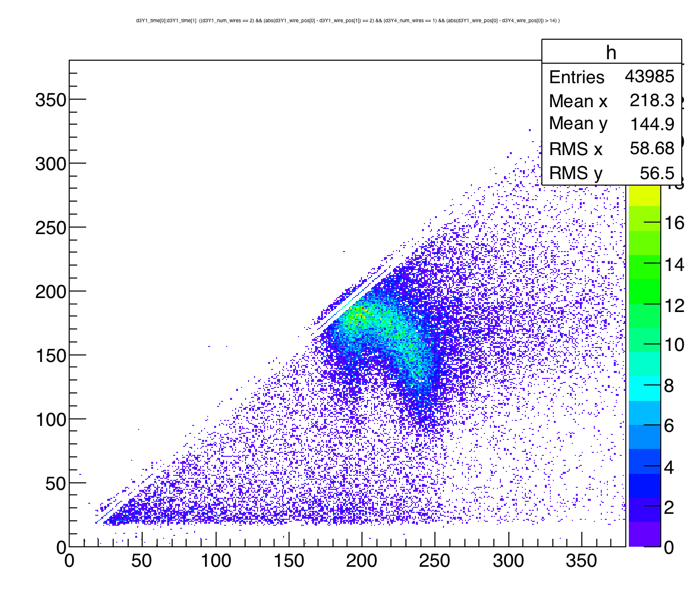 d3Y1_time[0]:d3Y1_time[1] {(d3Y1_num_wires == 2) && (abs(d3Y1_wire_pos[0] - d3Y1_wire_pos[1]) == 2) && (d3Y4_num_wires == 1) && (abs(d3Y1_wire_pos[0] - d3Y4_wire_pos[0]) > 14) }
h
Entries 43985
Mean x 218.3
Mean y 144.9
RMS x 58.68
RMS y 56.5
350
300
250
200
150
100
50
0
0 50 100 150 200 250 300 350
16
14
12
10
8
6
4
2
0